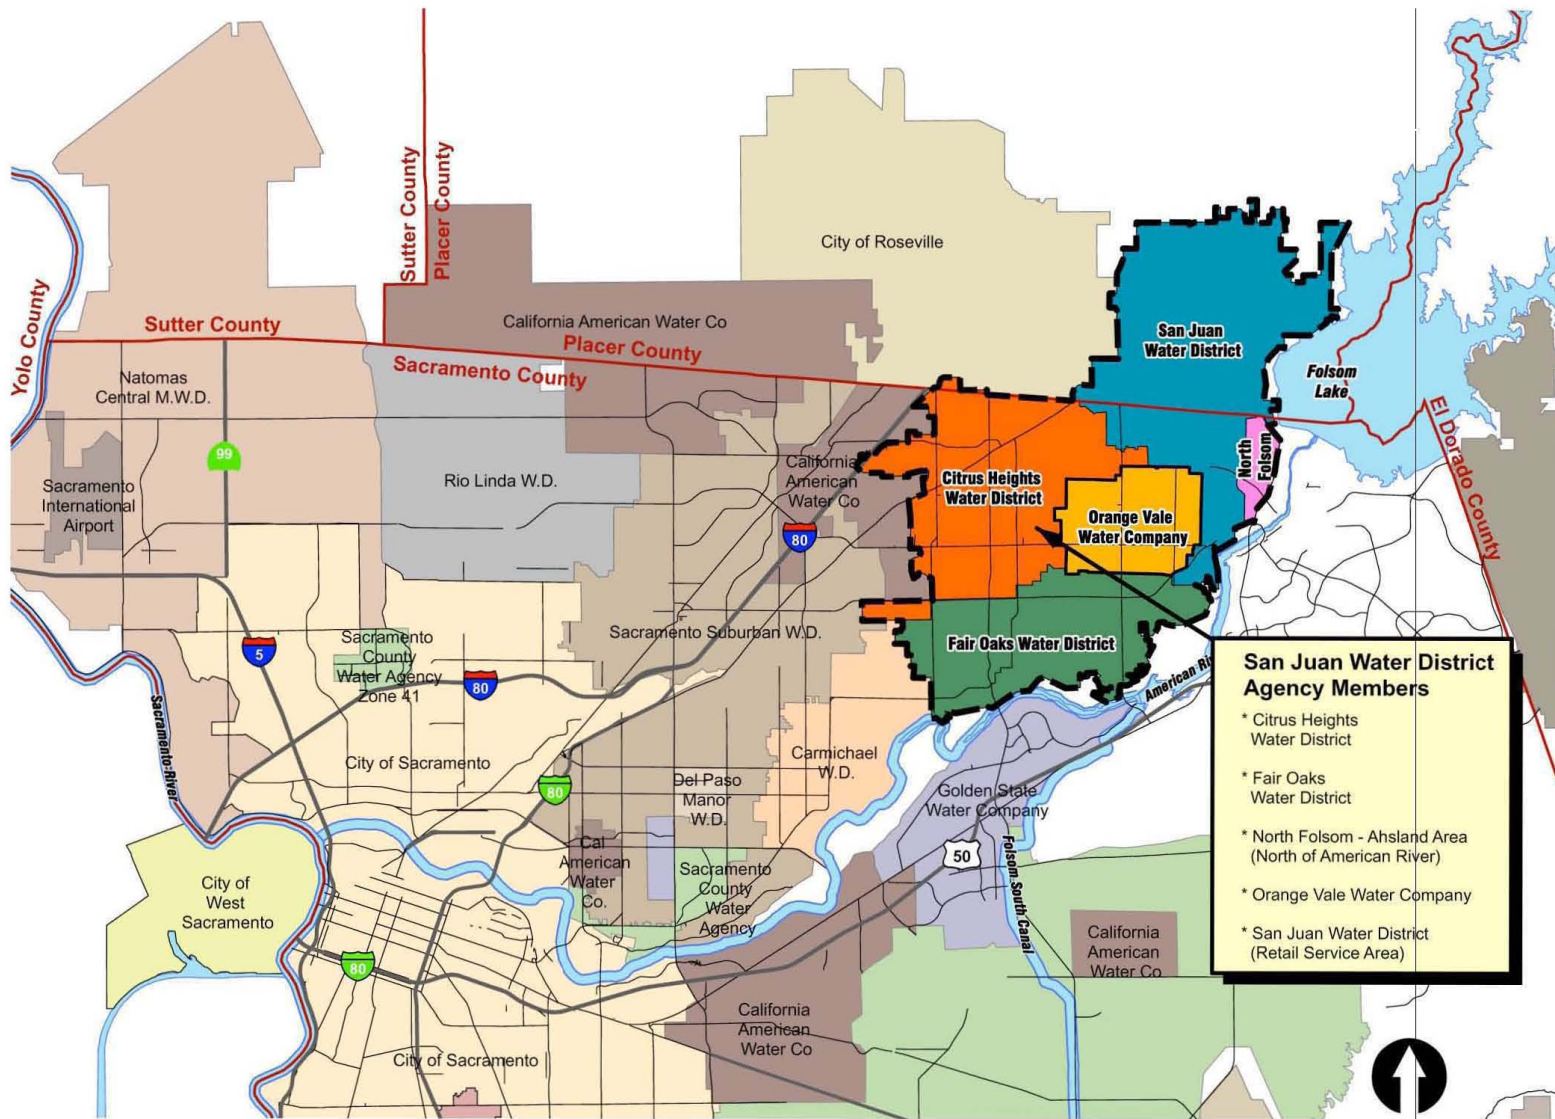 Sutter County
Placer County
City of Roseville
Yolo County
Sutter County
California American Water Co
Placer County
Sacramento County
San Juan
Water District
Folsom
Lake
El Dorado County
Natomas
Central M.W.D.
99
Sacramento
International
Airport
Rio Linda W.D.
California
American
Water Co
80
Citrus Heights
Water District
North
Folsom
Orange Vale
Water Company
Sacramento
County
Water Agency
Zone 41
5
80
Sacramento Suburban W.D.
Fair Oaks Water District
American Ri
Sacramento River
City of Sacramento
80
Del Paso
Manor
W.D.
Carmichael
W.D.
Golden State
Water Company
50
Folsom South Canal
Cal
American
Water
Co.
Sacramento
County
Water
Agency
City of
West
Sacramento
80
City of Sacramento
California
American
Water Co
California
American
Water Co
San Juan Water District
Agency Members
* Citrus Heights
Water District
* Fair Oaks
Water District
* North Folsom - Ahsland Area
(North of American River)
* Orange Vale Water Company
* San Juan Water District
(Retail Service Area)